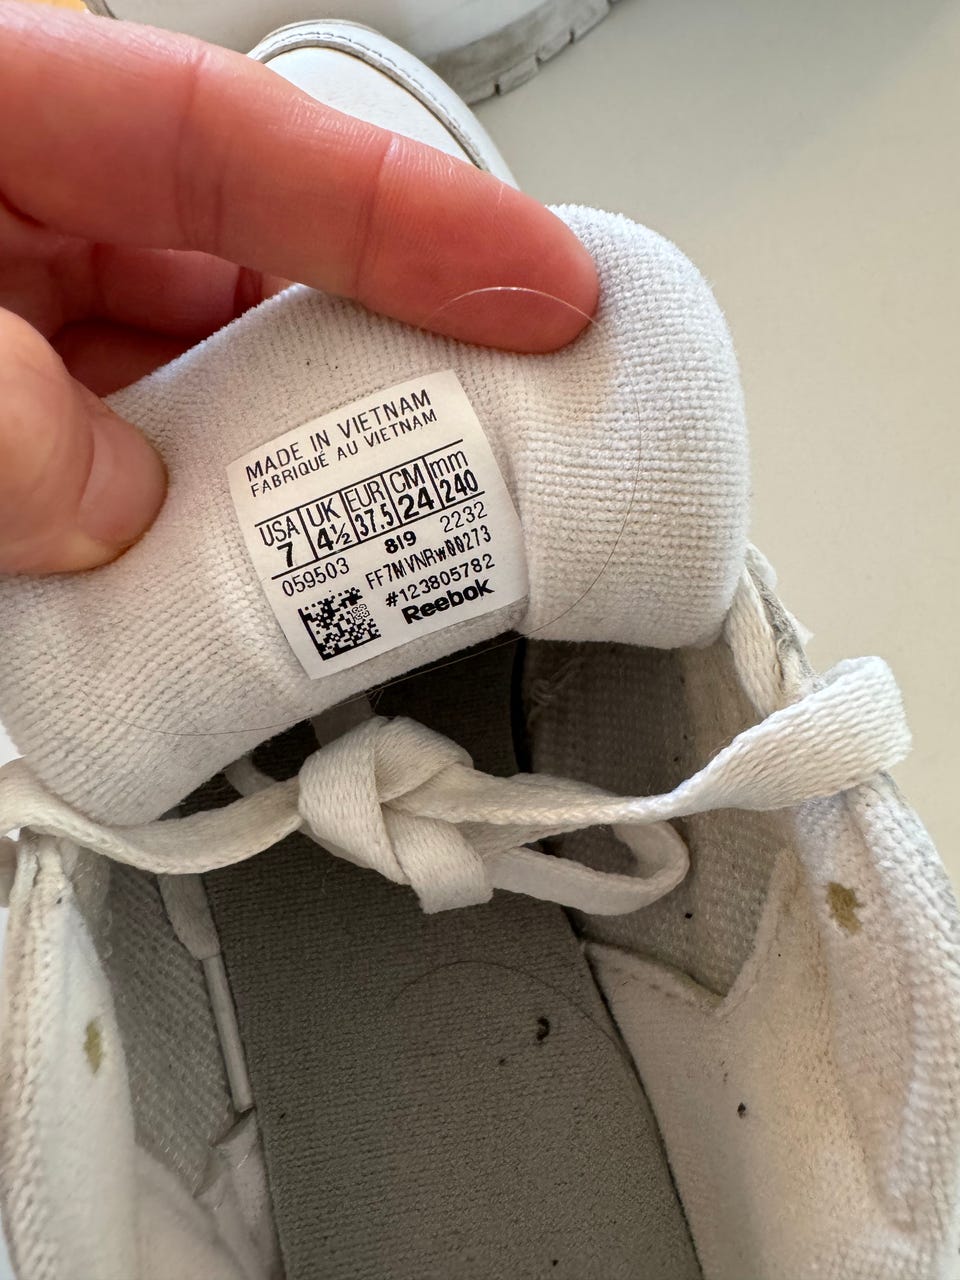 MADE IN VIETNAM
FABRIQUÉ AU VIETNAM
USA UK EUR CM mm
7 4½ 37.5 24 240
059503 819 2232
FF7MVNRW00273
#123805782
Reebok